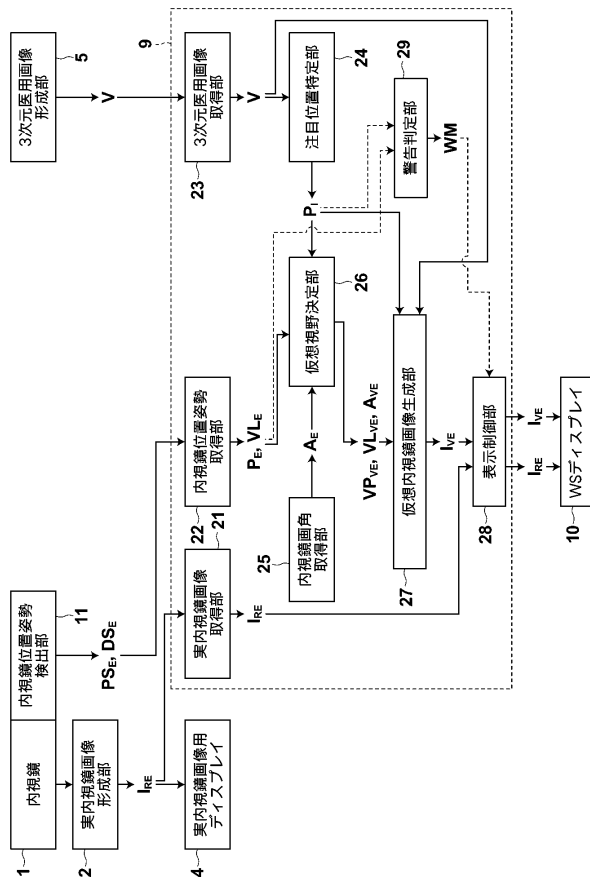 1
内視鏡
内視鏡位置姿勢
検出部
11
2
実内視鏡画像
形成部
PSE, DSE
IRE
4
実内視鏡画像用
ディスプレイ
5
3次元医用画像
形成部
V
9
21
実内視鏡画像
取得部
IRE
22
内視鏡位置姿勢
取得部
PE, VLE
23
3次元医用画像
取得部
V
24
注目位置特定部
PI
25
内視鏡画角
取得部
AE
26
仮想視野決定部
VPVE, VLVE, AVE
29
警告判定部
WM
27
仮想内視鏡画像生成部
IVE
28
表示制御部
IRE
IVE
10
WSディスプレイ